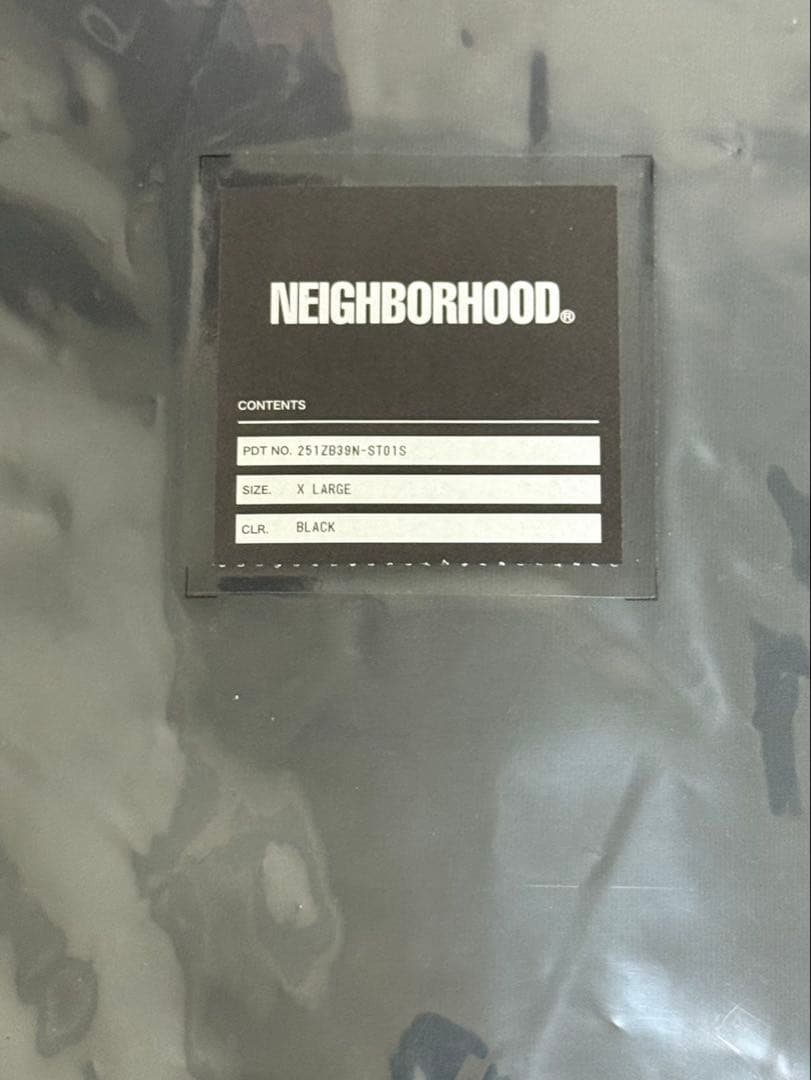 NEIGHBORHOOD®
CONTENTS
PDT NO. 251ZB39N-ST01S
SIZE. X LARGE
CLR. BLACK